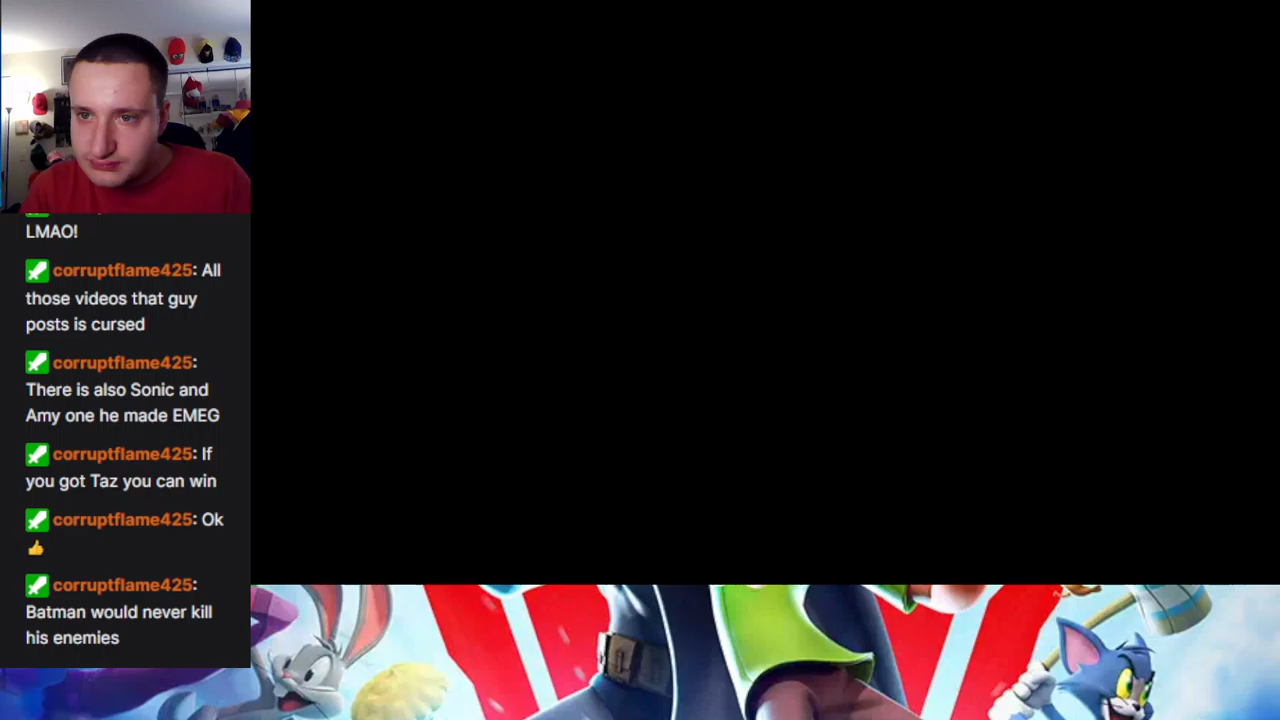 LMAO!
corruptflame425: All
those videos that guy
posts is cursed
corruptflame425:
There is also Sonic and
Amy one he made EMEG
corruptflame425: If
you got Taz you can win
corruptflame425: Ok
👍
corruptflame425:
Batman would never kill
his enemies